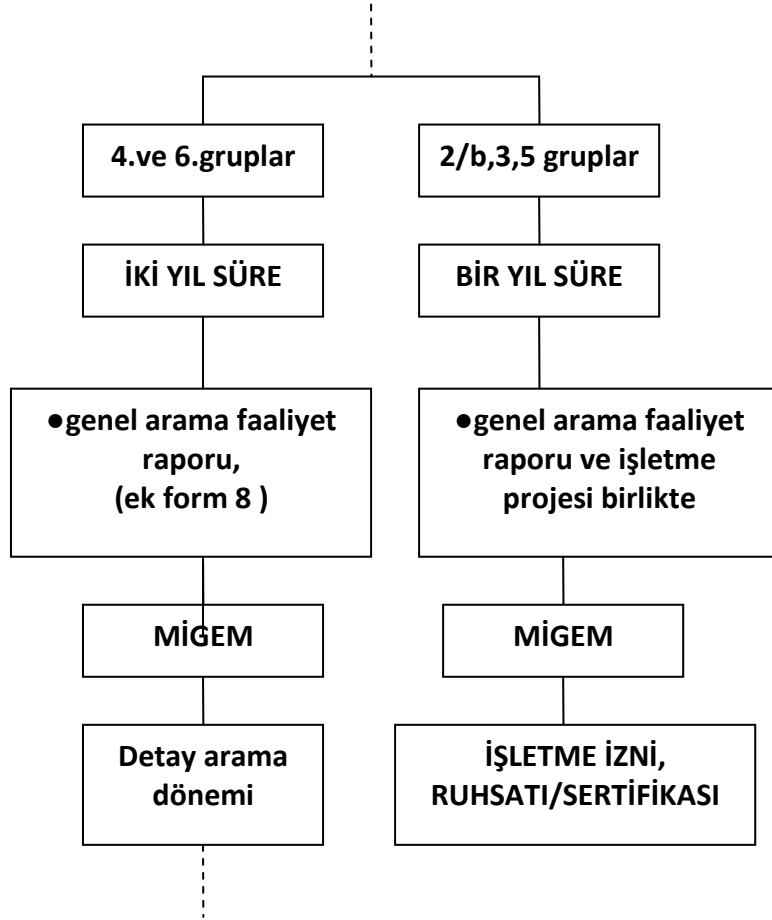 4.ve 6.gruplar
2/b,3,5 gruplar
İKİ YIL SÜRE
BİR YIL SÜRE
●genel arama faaliyet
raporu,
(ek form 8 )
●genel arama faaliyet
raporu ve işletme
projesi birlikte
MİGEM
MİGEM
Detay arama
dönemi
İŞLETME İZNİ,
RUHSATI/SERTİFİKASI